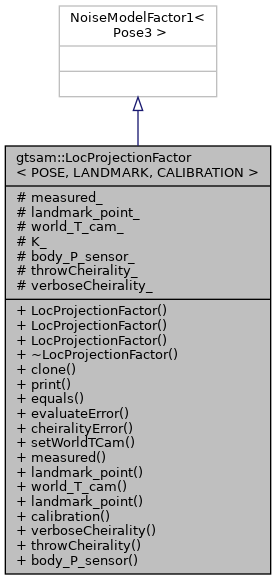 NoiseModelFactor1<
Pose3 >
gtsam::LocProjectionFactor
< POSE, LANDMARK, CALIBRATION >
# measured_
# landmark_point_
# world_T_cam_
# K_
# body_P_sensor_
# throwCheirality_
# verboseCheirality_
+ LocProjectionFactor()
+ LocProjectionFactor()
+ LocProjectionFactor()
+ ~LocProjectionFactor()
+ clone()
+ print()
+ equals()
+ evaluateError()
+ cheiralityError()
+ setWorldTCam()
+ measured()
+ landmark_point()
+ world_T_cam()
+ landmark_point()
+ calibration()
+ verboseCheirality()
+ throwCheirality()
+ body_P_sensor()